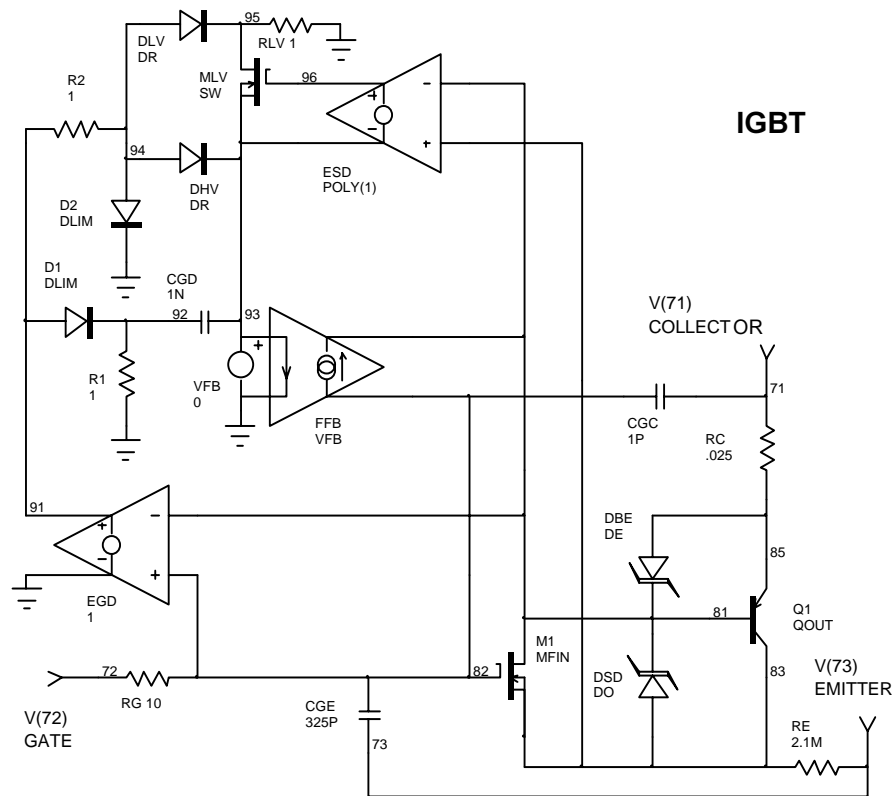 95
DLV
DR
RLV 1
MLV
SW
96
R2
1
IGBT
94
DHV
DR
ESD
POLY(1)
D2
DLIM
D1
DLIM
CGD
1N
92
93
V(71)
COLLECTOR
R1
1
VFB
0
FFB
VFB
71
CGC
1P
RC
.025
91
DBE
DE
85
EGD
1
81
Q1
QOUT
M1
MFIN
72
82
83
V(73)
EMITTER
RG 10
DSD
DO
V(72)
GATE
CGE
325P
73
RE
2.1M